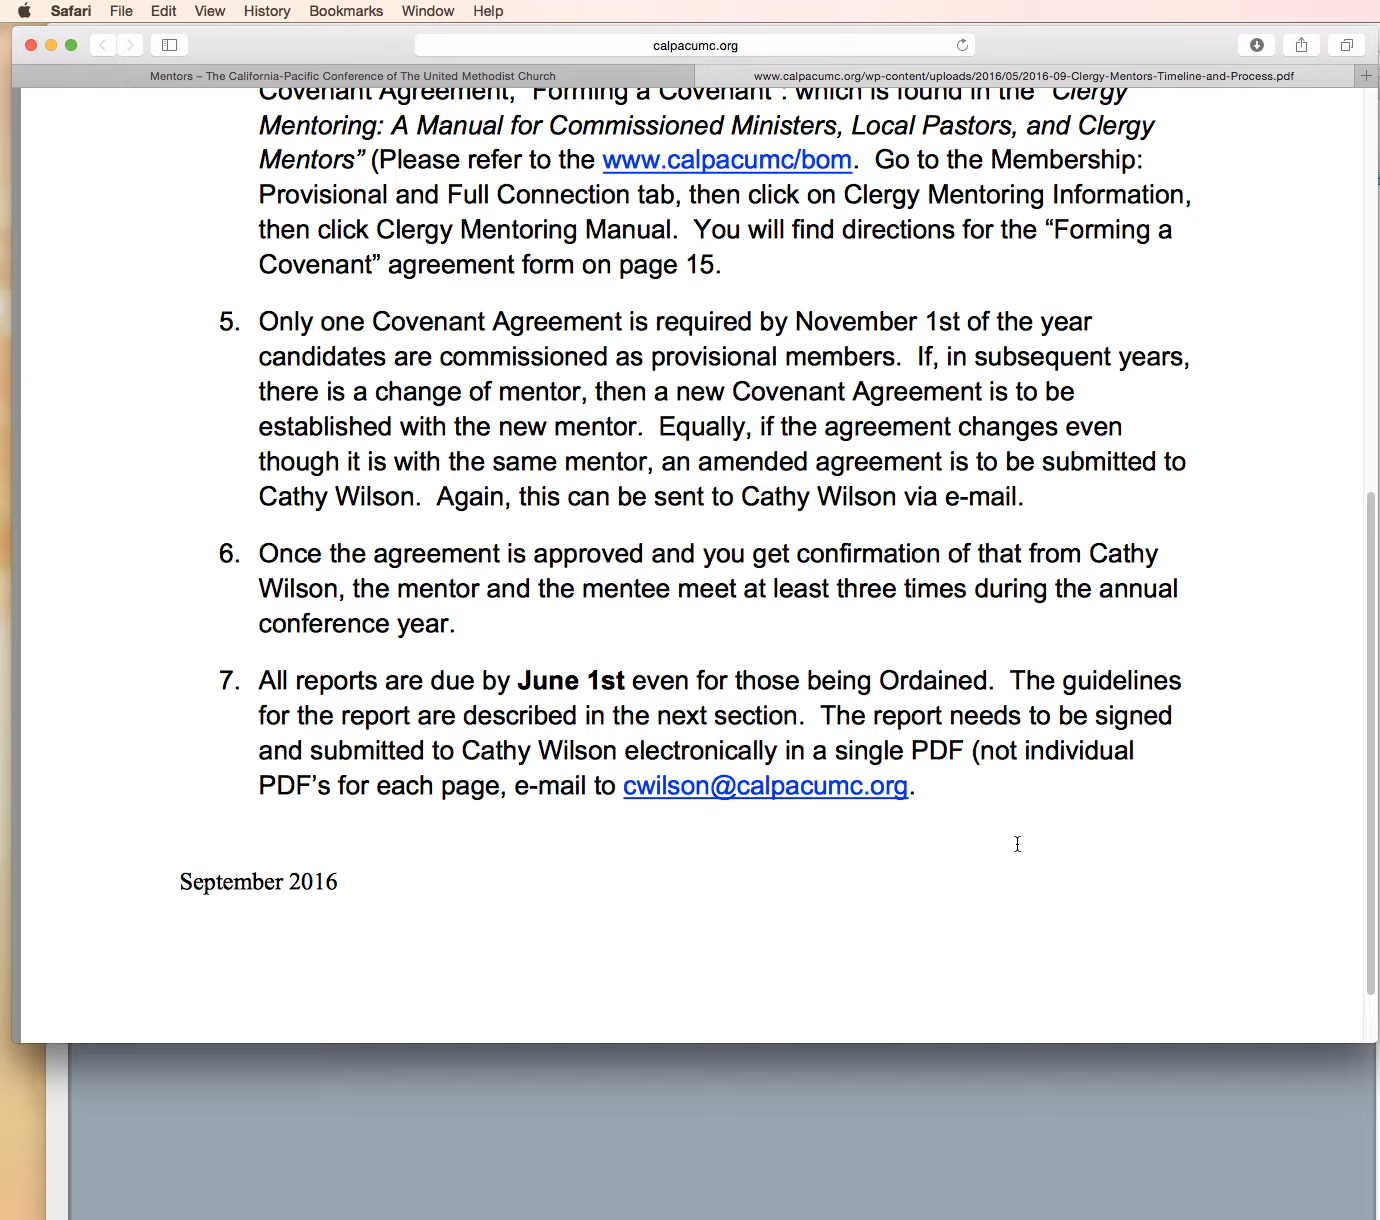 Safari File Edit View History Bookmarks Window Help
calpacumc.org
Mentors – The California-Pacific Conference of The United Methodist Church
www.calpacumc.org/wp-content/uploads/2016/05/2016-09-Clergy-Mentors-Timeline-and-Process.pdf
Covenant Agreement, "Forming a Covenant": which is found in the "Clergy
Mentoring: A Manual for Commissioned Ministers, Local Pastors, and Clergy
Mentors” (Please refer to the www.calpacumc/bom.  Go to the Membership:
Provisional and Full Connection tab, then click on Clergy Mentoring Information,
then click Clergy Mentoring Manual.  You will find directions for the “Forming a
Covenant” agreement form on page 15.
5. Only one Covenant Agreement is required by November 1st of the year
candidates are commissioned as provisional members.  If, in subsequent years,
there is a change of mentor, then a new Covenant Agreement is to be
established with the new mentor.  Equally, if the agreement changes even
though it is with the same mentor, an amended agreement is to be submitted to
Cathy Wilson.  Again, this can be sent to Cathy Wilson via e-mail.
6. Once the agreement is approved and you get confirmation of that from Cathy
Wilson, the mentor and the mentee meet at least three times during the annual
conference year.
7. All reports are due by June 1st even for those being Ordained.  The guidelines
for the report are described in the next section.  The report needs to be signed
and submitted to Cathy Wilson electronically in a single PDF (not individual
PDF’s for each page, e-mail to cwilson@calpacumc.org.
September 2016